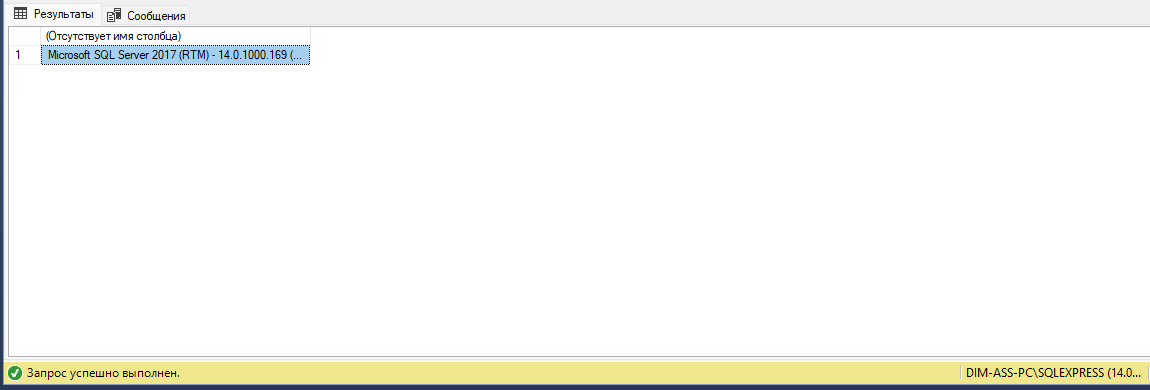 Результаты Сообщения
(Отсутствует имя столбца)
1 Microsoft SQL Server 2017 (RTM) - 14.0.1000.169 (...
Запрос успешно выполнен. DIM-ASS-PC\SQLEXPRESS (14.0...